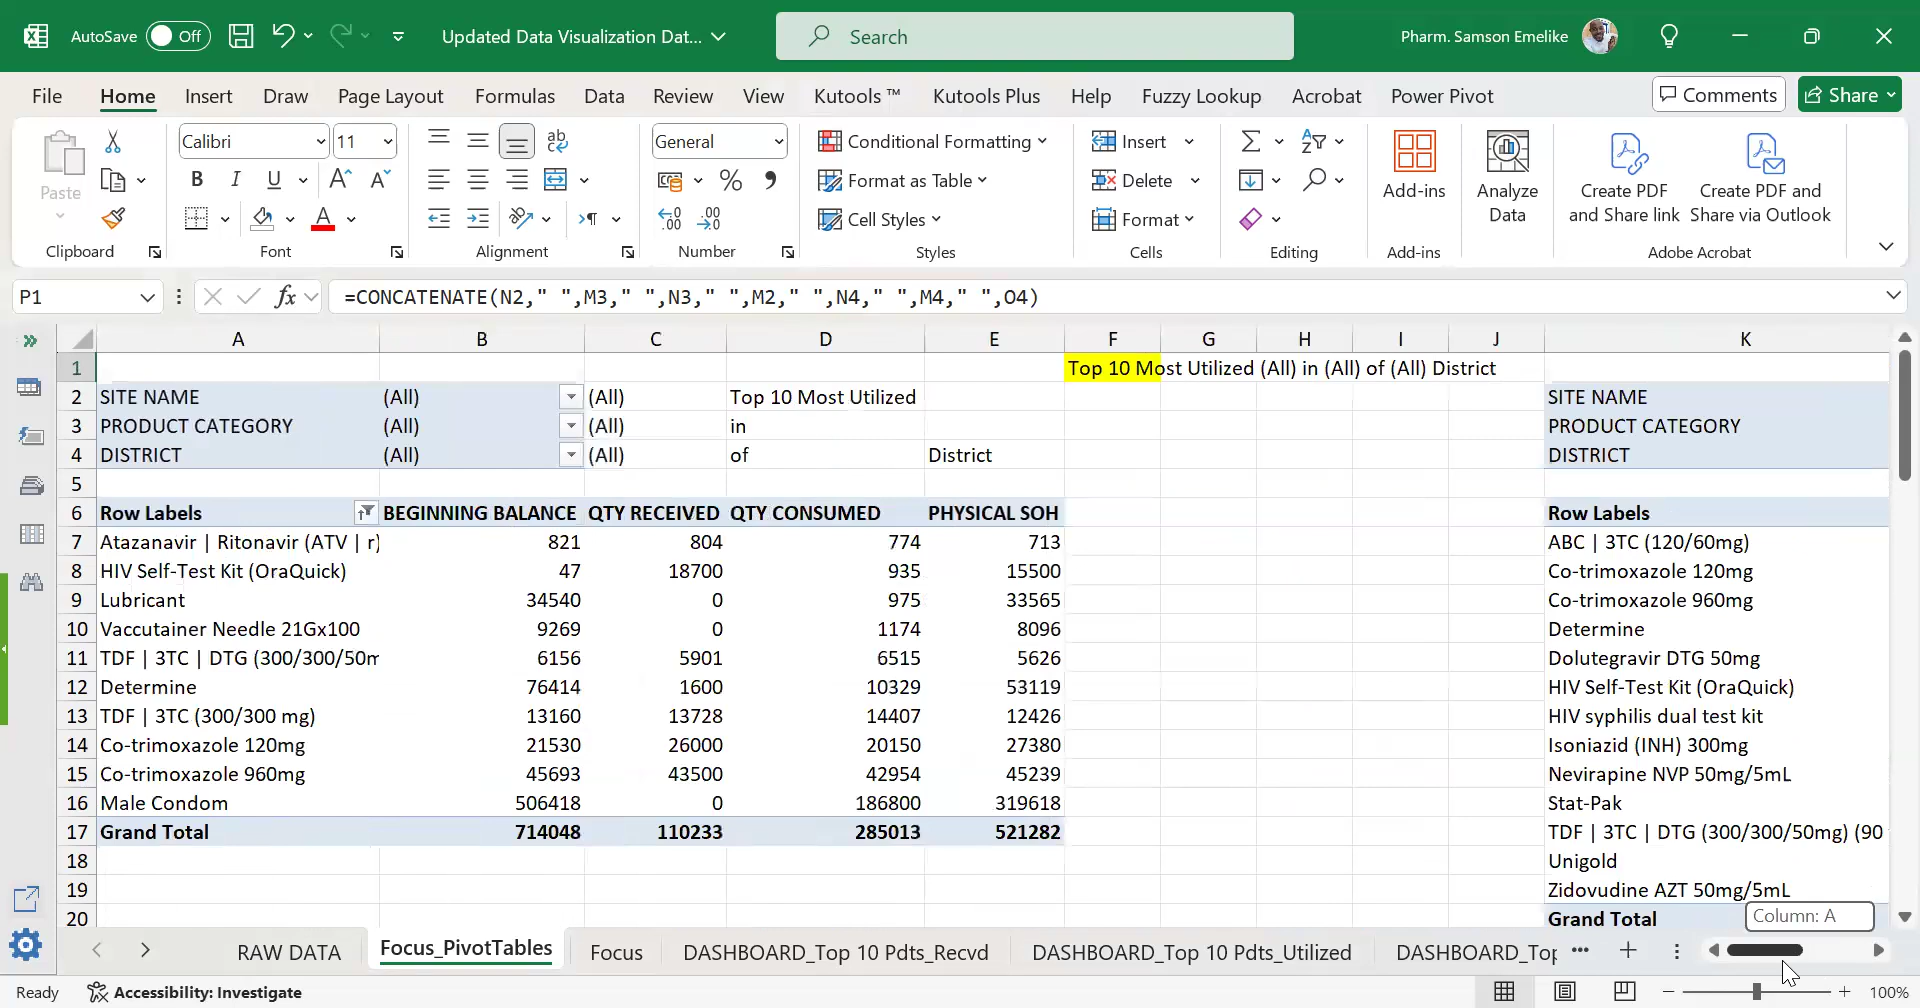 AutoSave Off Updated Data Visualization Dat... Search Pharm. Samson Emelike
File Home Insert Draw Page Layout Formulas Data Review View Kutools ™ Kutools Plus Help Fuzzy Lookup Acrobat Power Pivot Comments Share
Calibri 11 General Conditional Formatting Insert
Paste Format as Table Delete Add-ins Analyze Data Create PDF and Share link Create PDF and Share via Outlook
B I U Cell Styles Format
Clipboard Font Alignment Number Styles Cells Editing Add-ins Adobe Acrobat
P1 fx =CONCATENATE(N2," ",M3," ",N3," ",M2," ",N4," ",M4," ",O4)
A B C D E F G H I J K
1 Top 10 Most Utilized (All) in (All) of (All) District
2 SITE NAME (All) (All) Top 10 Most Utilized SITE NAME
3 PRODUCT CATEGORY (All) (All) in PRODUCT CATEGORY
4 DISTRICT (All) (All) of District DISTRICT
5
6 Row Labels BEGINNING BALANCE QTY RECEIVED QTY CONSUMED PHYSICAL SOH Row Labels
7 Atazanavir | Ritonavir (ATV | r) 821 804 774 713 ABC | 3TC (120/60mg)
8 HIV Self-Test Kit (OraQuick) 47 18700 935 15500 Co-trimoxazole 120mg
9 Lubricant 34540 0 975 33565 Co-trimoxazole 960mg
10 Vaccutainer Needle 21Gx100 9269 0 1174 8096 Determine
11 TDF | 3TC | DTG (300/300/50m 6156 5901 6515 5626 Dolutegravir DTG 50mg
12 Determine 76414 1600 10329 53119 HIV Self-Test Kit (OraQuick)
13 TDF | 3TC (300/300 mg) 13160 13728 14407 12426 HIV syphilis dual test kit
14 Co-trimoxazole 120mg 21530 26000 20150 27380 Isoniazid (INH) 300mg
15 Co-trimoxazole 960mg 45693 43500 42954 45239 Nevirapine NVP 50mg/5mL
16 Male Condom 506418 0 186800 319618 Stat-Pak
17 Grand Total 714048 110233 285013 521282 TDF | 3TC | DTG (300/300/50mg) (90
18 Unigold
19 Zidovudine AZT 50mg/5mL
20 Grand Total Column: A
RAW DATA Focus_PivotTables Focus DASHBOARD_Top 10 Pdts_Recvd DASHBOARD_Top 10 Pdts_Utilized DASHBOARD_Top ...
Ready Accessibility: Investigate 100%